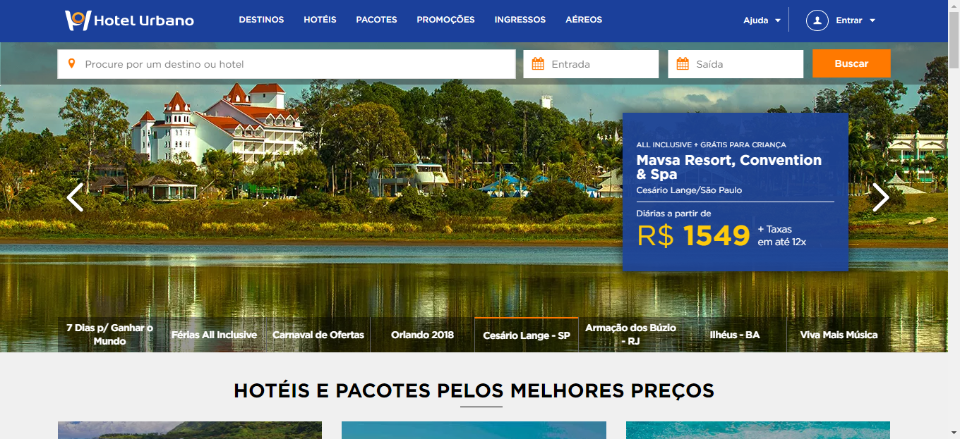 Hotel Urbano
DESTINOS HOTÉIS PACOTES PROMOÇÕES INGRESSOS AÉREOS
Ajuda
Entrar
Procure por um destino ou hotel
Entrada
Saída
Buscar
ALL INCLUSIVE + GRÁTIS PARA CRIANÇA
Mavsa Resort, Convention
& Spa
Cesário Lange/São Paulo
Diárias a partir de
R$ 1549
+ Taxas
em até 12x
7 Dias p/ Ganhar o
Mundo
Férias All Inclusive
Carnaval de Ofertas
Orlando 2018
Cesário Lange - SP
Armação dos Búzio
- RJ
Ilhéus - BA
Viva Mais Música
HOTÉIS E PACOTES PELOS MELHORES PREÇOS